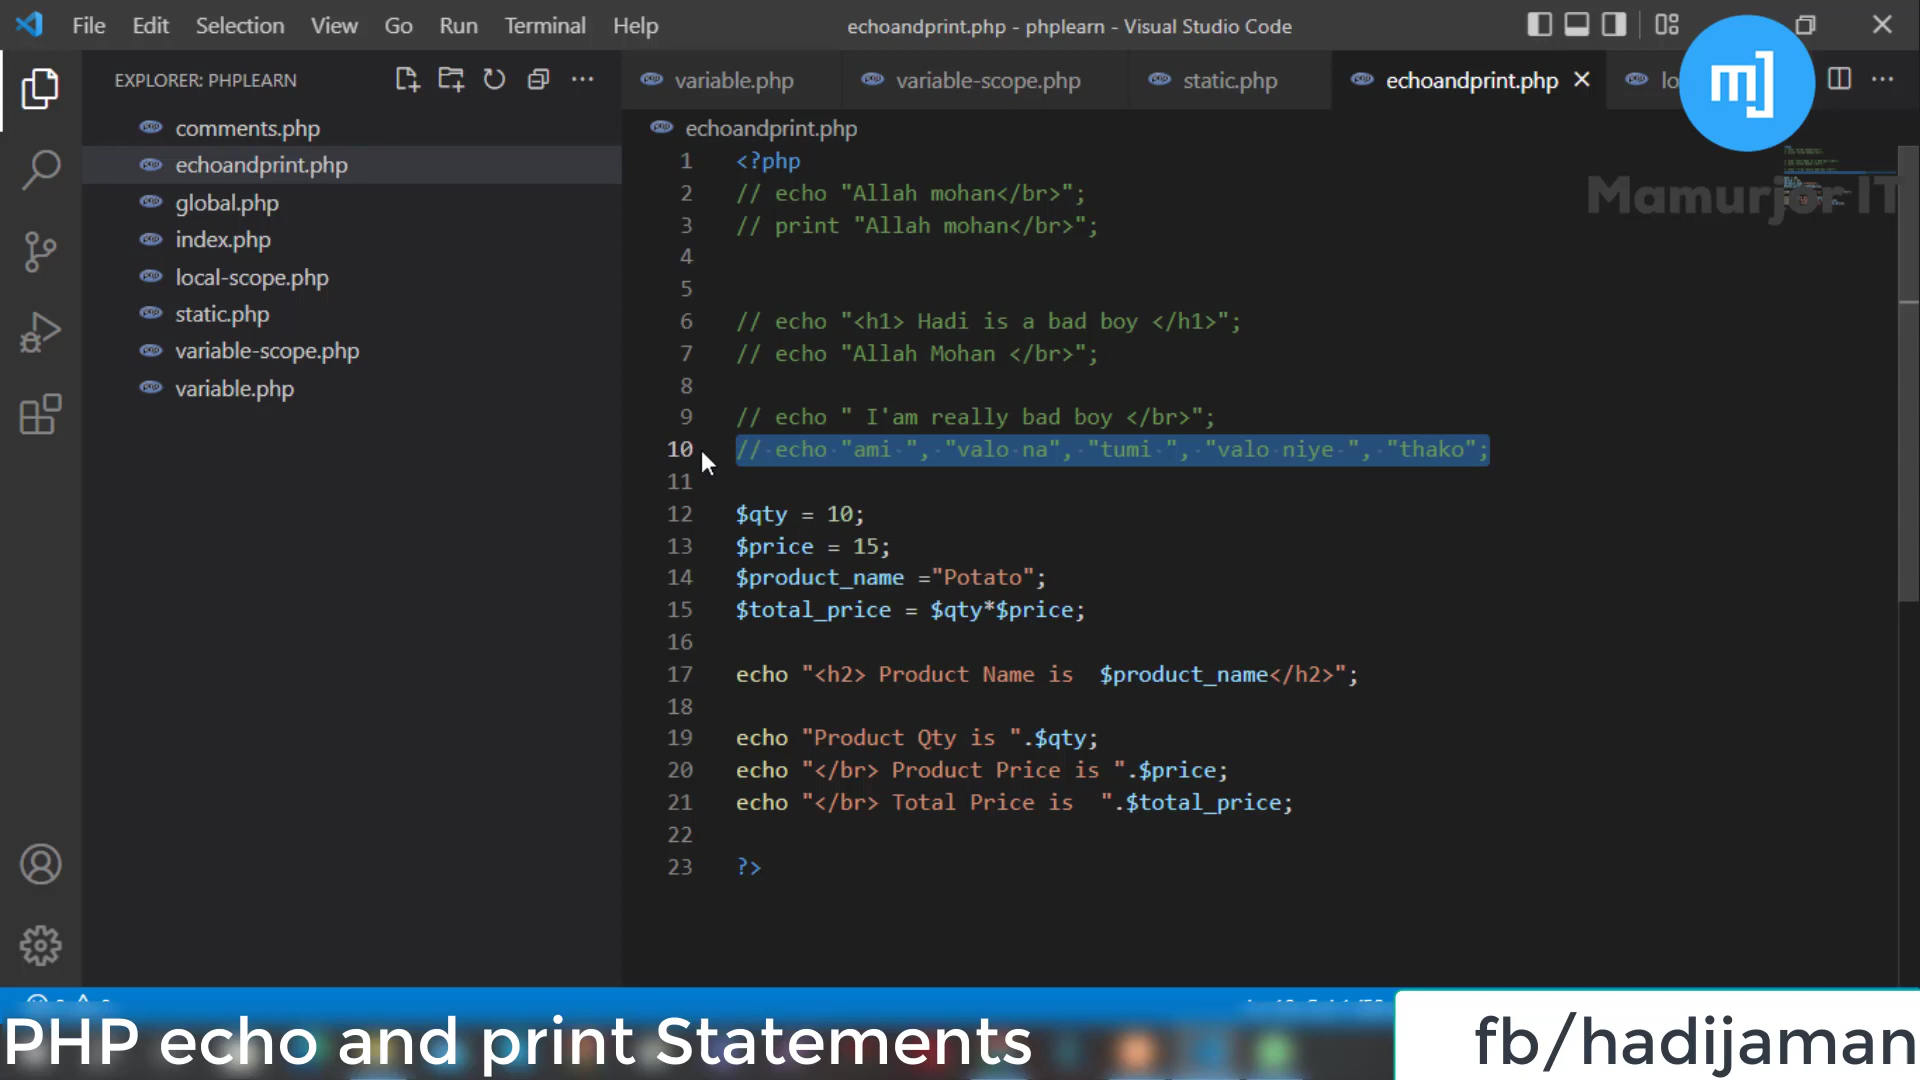 File Edit Selection View Go Run Terminal Help
echoandprint.php - phplearn - Visual Studio Code
EXPLORER: PHPLEARN
variable.php variable-scope.php static.php echoandprint.php lo
mj
Mamurjor IT
comments.php
echoandprint.php
global.php
index.php
local-scope.php
static.php
variable-scope.php
variable.php
echoandprint.php
1 <?php
2 // echo "Allah mohan</br>";
3 // print "Allah mohan</br>";
4
5
6 // echo "<h1> Hadi is a bad boy </h1>";
7 // echo "Allah Mohan </br>";
8
9 // echo " I'am really bad boy </br>";
10 // echo "ami ", "valo na", "tumi ", "valo niye ", "thako";
11
12 $qty = 10;
13 $price = 15;
14 $product_name ="Potato";
15 $total_price = $qty*$price;
16
17 echo "<h2> Product Name is  $product_name</h2>";
18
19 echo "Product Qty is ".$qty;
20 echo "</br> Product Price is ".$price;
21 echo "</br> Total Price is  ".$total_price;
22
23 ?>
PHP echo and print Statements
fb/hadijaman